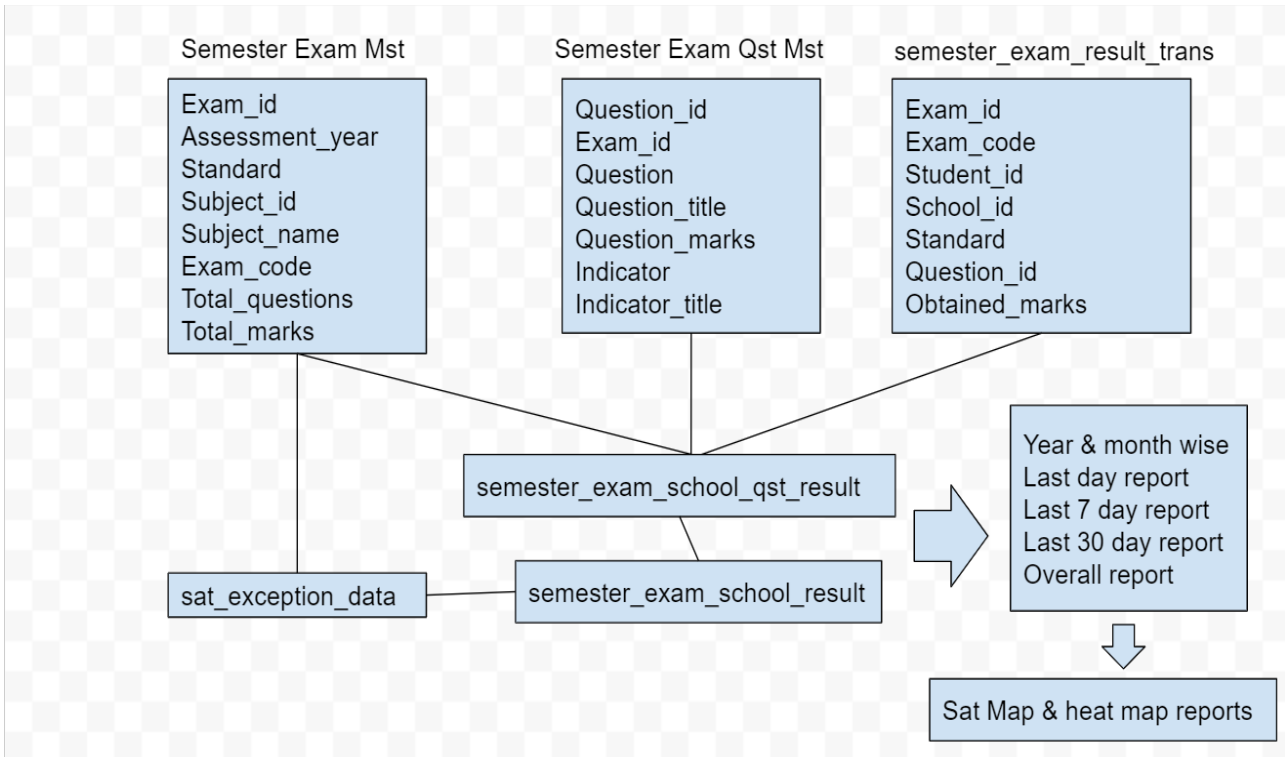 Semester Exam Mst
Exam_id
Assessment_year
Standard
Subject_id
Subject_name
Exam_code
Total_questions
Total_marks
Semester Exam Qst Mst
Question_id
Exam_id
Question
Question_title
Question_marks
Indicator
Indicator_title
semester_exam_result_trans
Exam_id
Exam_code
Student_id
School_id
Standard
Question_id
Obtained_marks
semester_exam_school_qst_result
sat_exception_data
semester_exam_school_result
Year & month wise
Last day report
Last 7 day report
Last 30 day report
Overall report
Sat Map & heat map reports